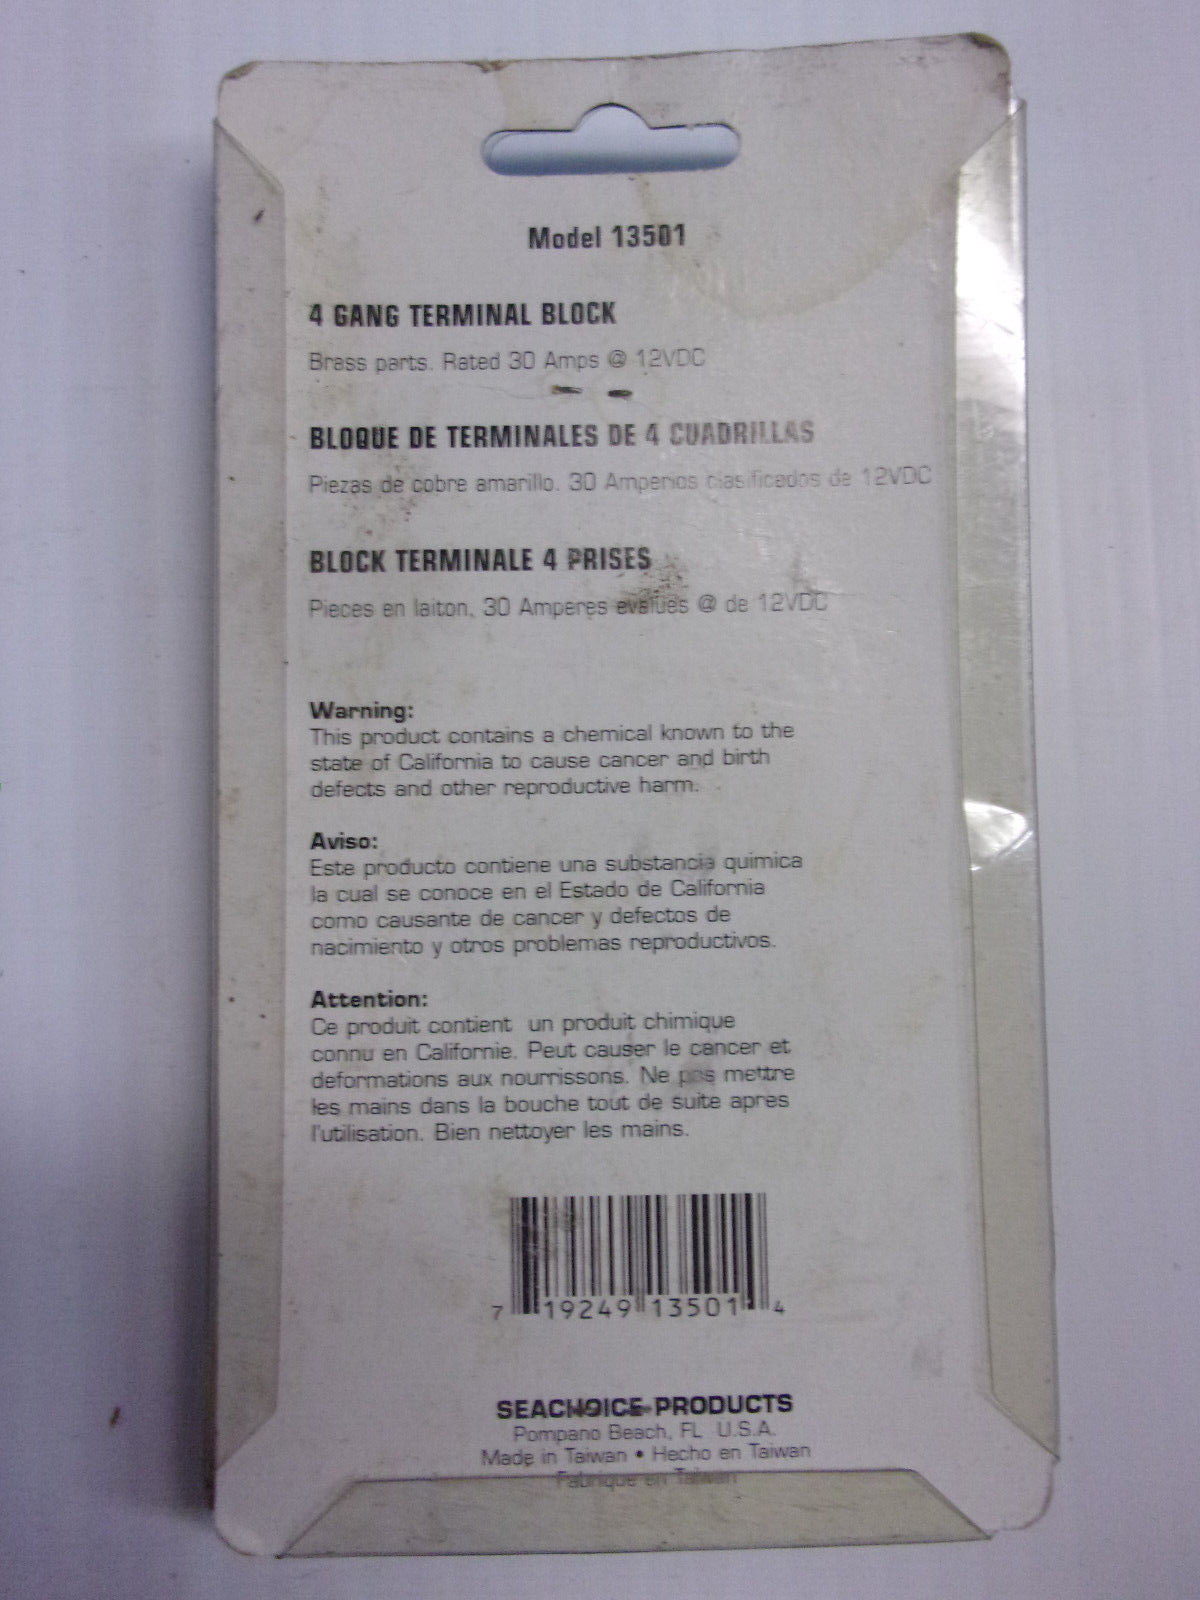 Model 13501
4 GANG TERMINAL BLOCK
Brass parts. Rated 30 Amps @ 12VDC
BLOQUE DE TERMINALES DE 4 CUADRILLAS
Piezas de cobre amarillo. 30 Amperios clasificados de 12VDC
BLOCK TERMINALE 4 PRISES
Pieces en laiton, 30 Amperes evalues @ de 12VDC
Warning:
This product contains a chemical known to the
state of California to cause cancer and birth
defects and other reproductive harm.
Aviso:
Este producto contiene una substancia quimica
la cual se conoce en el Estado de California
como causante de cancer y defectos de
nacimiento y otros problemas reproductivos.
Attention:
Ce produit contient un produit chimique
connu en Californie. Peut causer le cancer et
deformations aux nourrissons. Ne pas mettre
les mains dans la bouche tout de suite apres
l'utilisation. Bien nettoyer les mains.
7 19249 13501 4
SEACHOICE PRODUCTS
Pompano Beach, FL U.S.A.
Made in Taiwan • Hecho en Taiwan
Fabrique en Taiwan